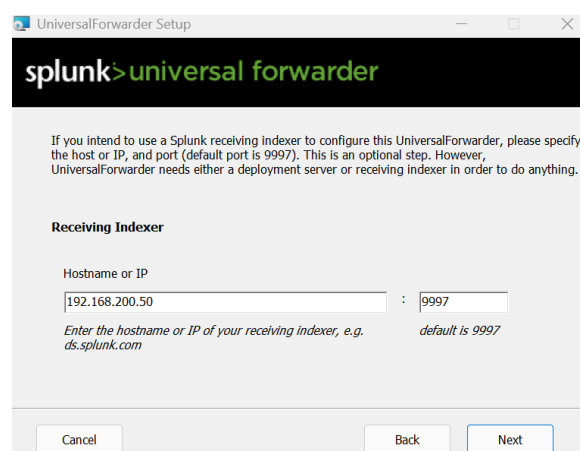 UniversalForwarder Setup
splunk>universal forwarder
If you intend to use a Splunk receiving indexer to configure this UniversalForwarder, please specify
the host or IP, and port (default port is 9997). This is an optional step. However,
UniversalForwarder needs either a deployment server or receiving indexer in order to do anything.
Receiving Indexer
Hostname or IP
192.168.200.50 : 9997
Enter the hostname or IP of your receiving indexer, e.g. default is 9997
ds.splunk.com
Cancel Back Next